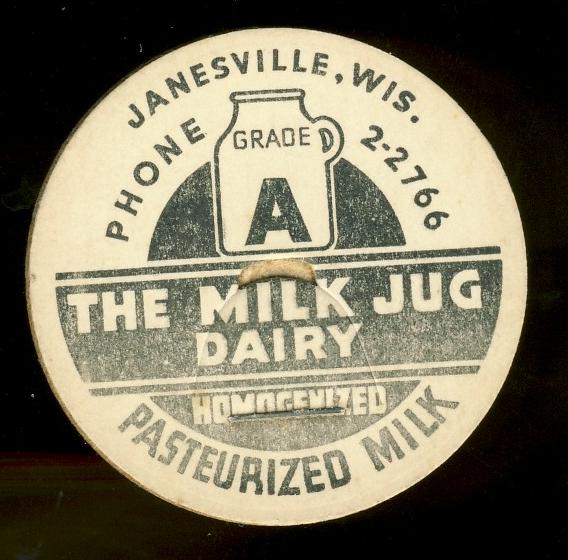 JANESVILLE, WIS.
PHONE 2-2766
GRADE
A
THE MILK JUG
DAIRY
HOMOGENIZED
PASTEURIZED MILK